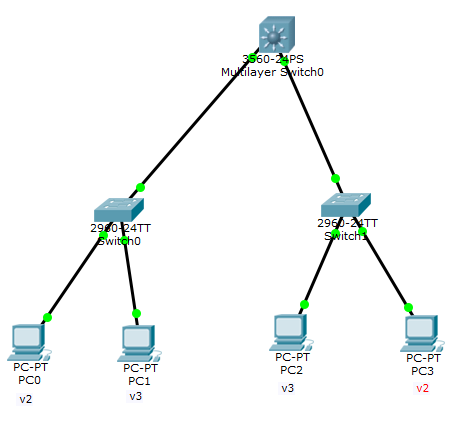 3560-24PS
Multilayer Switch0
2960-24TT
Switch0
2960-24TT
Switch1
PC-PT
PC0
v2
PC-PT
PC1
v3
PC-PT
PC2
v3
PC-PT
PC3
v2